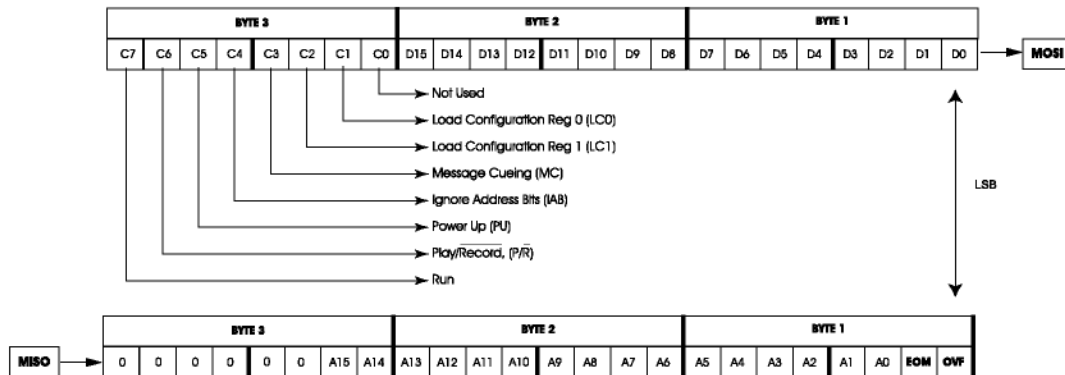 BYTE 3 BYTE 2 BYTE 1
C7 C6 C5 C4 C3 C2 C1 C0 D15 D14 D13 D12 D11 D10 D9 D8 D7 D6 D5 D4 D3 D2 D1 D0 MOSI
Not Used
Load Configuration Reg 0 (LC0)
Load Configuration Reg 1 (LC1)
Message Cueing (MC)
Ignore Address Bits (IAB)
LSB
Power Up (PU)
Play/Record, (P/R)
Run
BYTE 3 BYTE 2 BYTE 1
MISO 0 0 0 0 0 0 A15 A14 A13 A12 A11 A10 A9 A8 A7 A6 A5 A4 A3 A2 A1 A0 EOM OVF